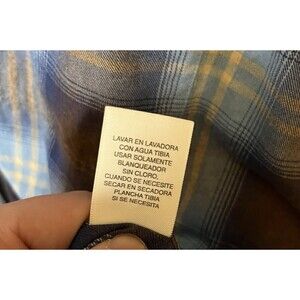 LAVAR EN LAVADORA
CON AGUA TIBIA
USAR SOLAMENTE
BLANQUEADOR
SIN CLORO,
CUANDO SE NECESITE
SECAR EN SECADORA
PLANCHA TIBIA
SI SE NECESITA